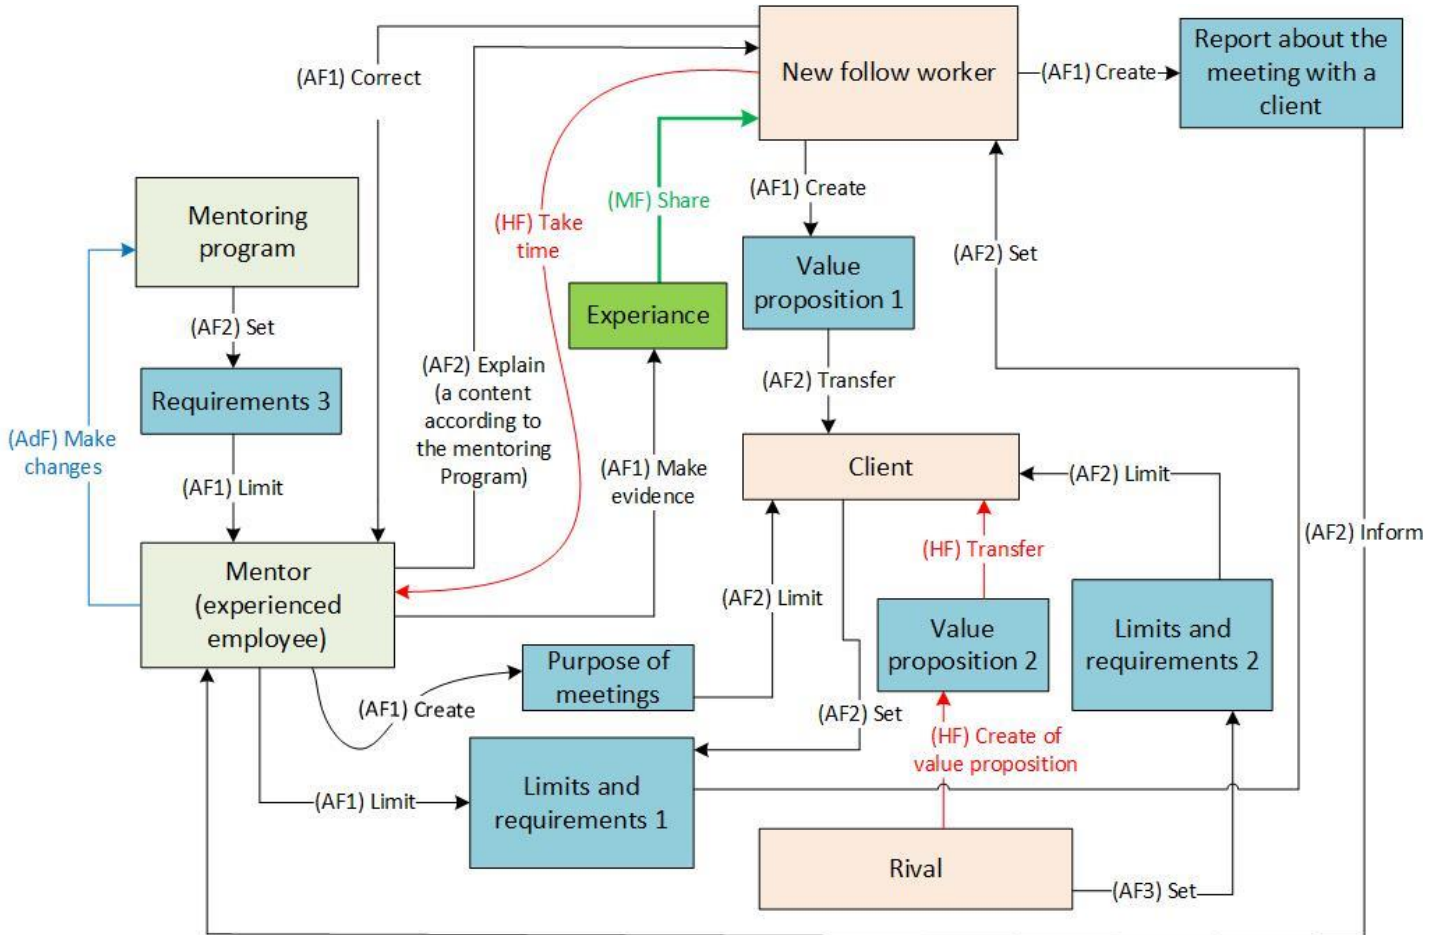 (AF1) Correct
New follow worker
(AF1) Create
Report about the
meeting with a
client
Mentoring
program
(HF) Take
time
(MF) Share
(AF1) Create
(AF2) Set
Value
proposition 1
Experiance
(AF2) Set
(AF2) Explain
(a content
according to
the mentoring
Program)
(AF2) Transfer
Requirements 3
(AdF) Make
changes
(AF1) Limit
(AF1) Make
evidence
Client
(AF2) Limit
(AF2) Inform
(HF) Transfer
Mentor
(experienced
employee)
(AF2) Limit
Value
proposition 2
Limits and
requirements 2
Purpose of
meetings
(AF1) Create
(AF2) Set
(HF) Create of
value proposition
(AF1) Limit
Limits and
requirements 1
Rival
(AF3) Set